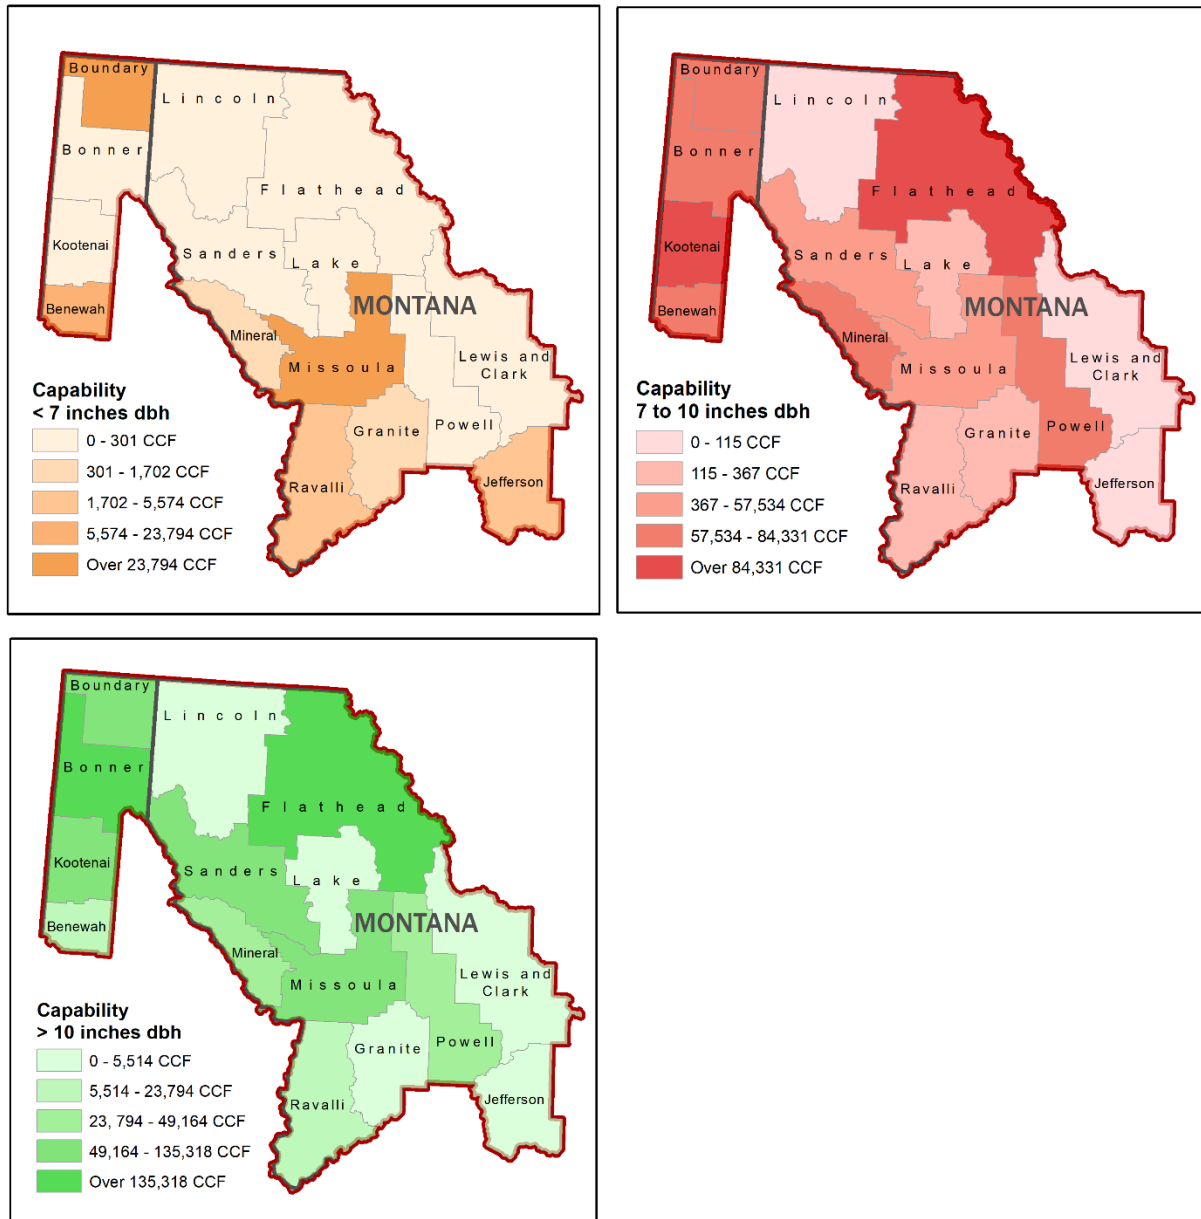 Boundary
Lincoln
Bonner
Flathead
Kootenai
Sanders
Lake
Benewah
MONTANA
Mineral
Missoula
Lewis and
Clark
Granite
Powell
Ravalli
Jefferson
Capability
< 7 inches dbh
0 - 301 CCF
301 - 1,702 CCF
1,702 - 5,574 CCF
5,574 - 23,794 CCF
Over 23,794 CCF
Boundary
Lincoln
Bonner
Flathead
Kootenai
Sanders
Lake
Benewah
MONTANA
Mineral
Missoula
Lewis and
Clark
Granite
Powell
Ravalli
Jefferson
Capability
7 to 10 inches dbh
0 - 115 CCF
115 - 367 CCF
367 - 57,534 CCF
57,534 - 84,331 CCF
Over 84,331 CCF
Boundary
Lincoln
Bonner
Flathead
Kootenai
Sanders
Lake
Benewah
MONTANA
Mineral
Missoula
Lewis and
Clark
Granite
Powell
Ravalli
Jefferson
Capability
> 10 inches dbh
0 - 5,514 CCF
5,514 - 23,794 CCF
23, 794 - 49,164 CCF
49,164 - 135,318 CCF
Over 135,318 CCF